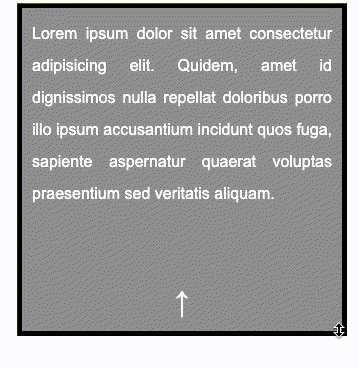 Lorem ipsum dolor sit amet consectetur
adipisicing elit. Quidem, amet id
dignissimos nulla repellat doloribus porro
illo ipsum accusantium incidunt quos fuga,
sapiente aspernatur quaerat voluptas
praesentium sed veritatis aliquam.
↑